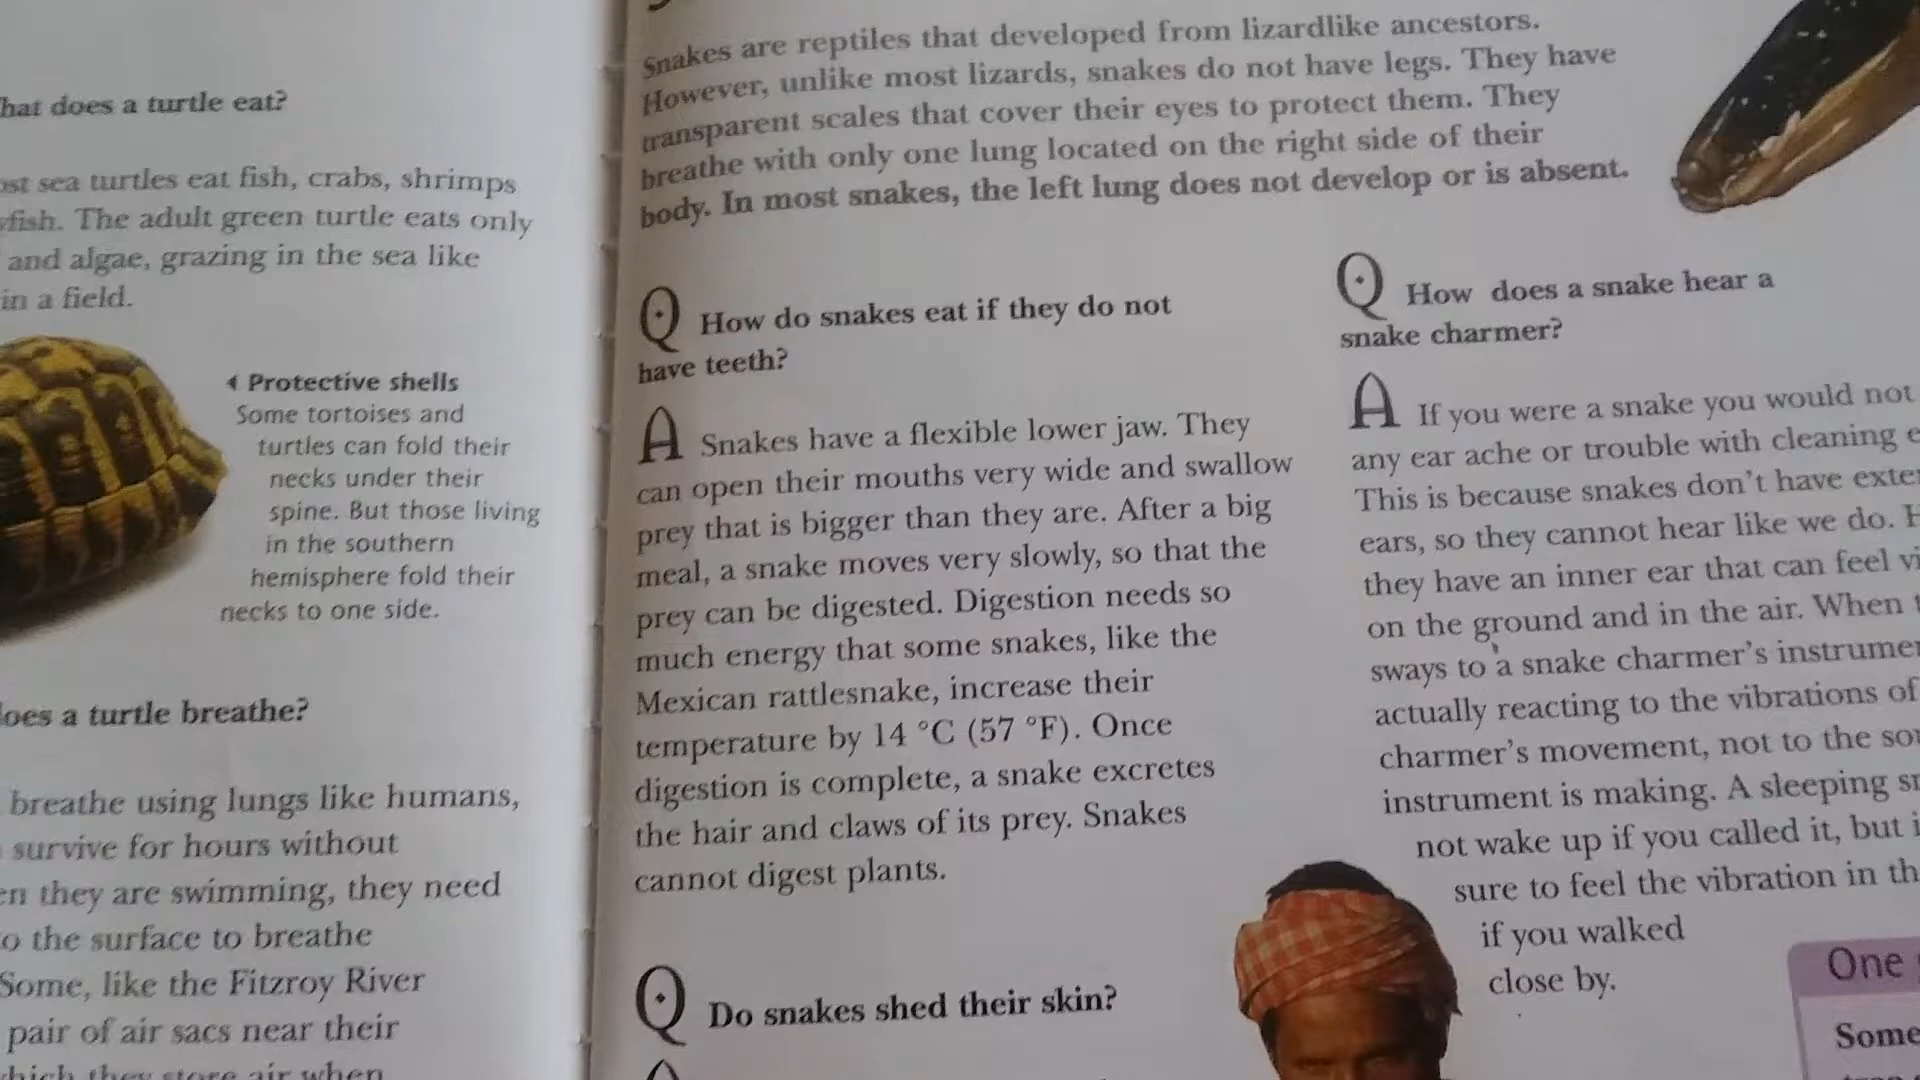 does a turtle eat?
sea turtles eat fish, crabs, shrimps
The adult green turtle eats only
and algae, grazing in the sea like
in a field.
Protective shells
Some tortoises and
turtles can fold their
necks under their
spine. But those living
in the southern
hemisphere fold their
necks to one side.
a turtle breathe?
breathe using lungs like humans,
survive for hours without
they are swimming, they need
the surface to breathe
Some, like the Fitzroy River
pair of air sacs near their
they store air when
Snakes are reptiles that developed from lizardlike ancestors.
However, unlike most lizards, snakes do not have legs. They have
transparent scales that cover their eyes to protect them. They
breathe with only one lung located on the right side of their
body. In most snakes, the left lung does not develop or is absent.
Q How do snakes eat if they do not
have teeth?
A Snakes have a flexible lower jaw. They
can open their mouths very wide and swallow
prey that is bigger than they are. After a big
meal, a snake moves very slowly, so that the
prey can be digested. Digestion needs so
much energy that some snakes, like the
Mexican rattlesnake, increase their
temperature by 14 °C (57 °F). Once
digestion is complete, a snake excretes
the hair and claws of its prey. Snakes
cannot digest plants.
Q Do snakes shed their skin?
Q How does a snake hear a
snake charmer?
A If you were a snake you would not
any ear ache or trouble with cleaning
This is because snakes don't have
ears, so they cannot hear like we do.
they have an inner ear that can feel
on the ground and in the air. When
sways to a snake charmer's
actually reacting to the vibrations of
charmer's movement, not to the
instrument is making. A sleeping
not wake up if you called it, but
sure to feel the vibration in
if you walked
close by.
One
Some